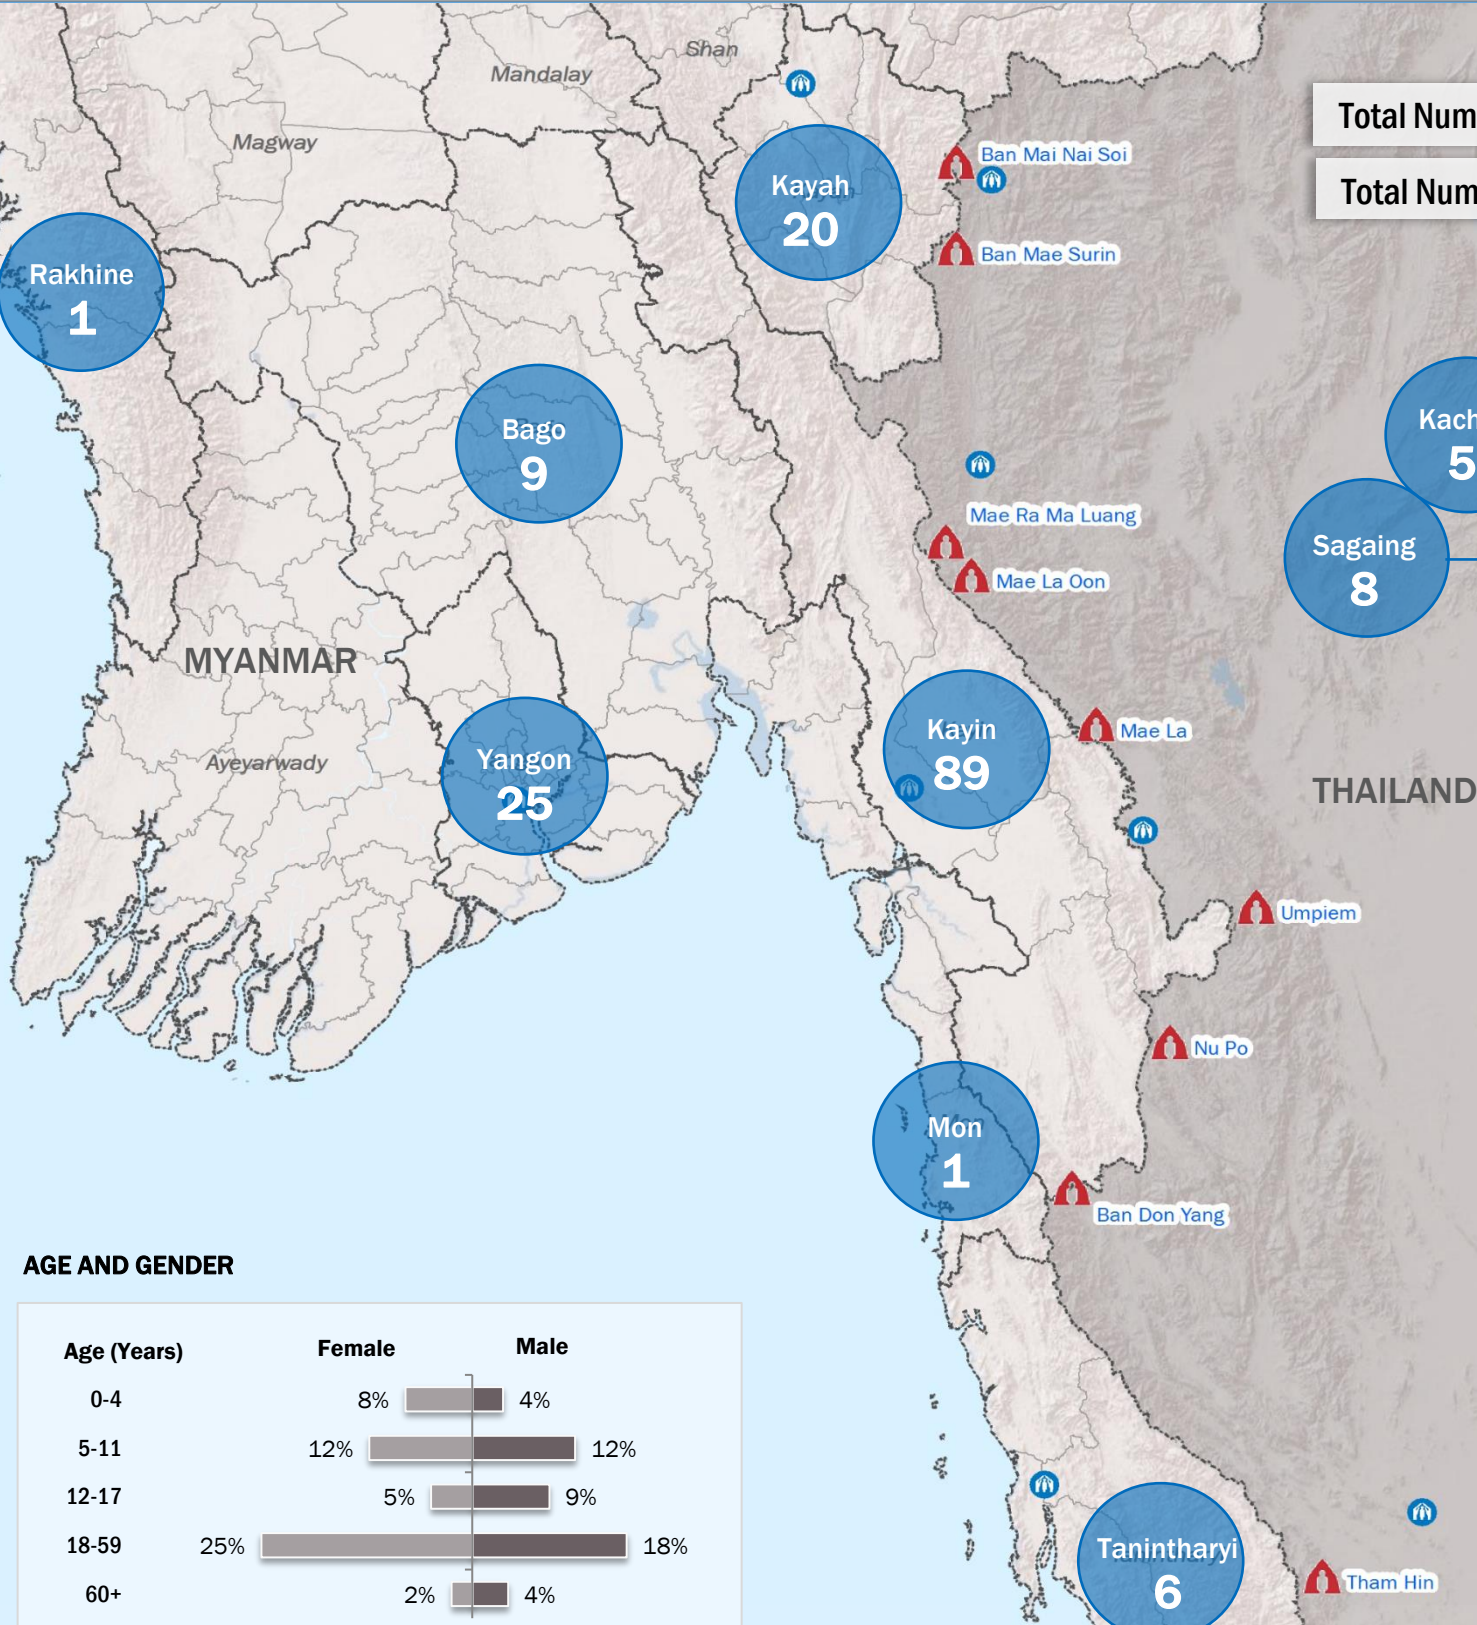 Shan
Mandalay
Magway
Total Num
Total Num
Ban Mai Nai Soi
Kayah
20
Ban Mae Surin
Rakhine
1
Bago
9
Kach
5
Mae Ra Ma Luang
Sagaing
8
Mae La Oon
MYANMAR
Ayeyarwady
Yangon
25
Kayin
89
Mae La
THAILAND
Umpiem
Nu Po
Mon
1
Ban Don Yang
AGE AND GENDER
Age (Years) Female Male
0-4 8% 4%
5-11 12% 12%
12-17 5% 9%
18-59 25% 18%
60+ 2% 4%
Tanintharyi
6
Tham Hin